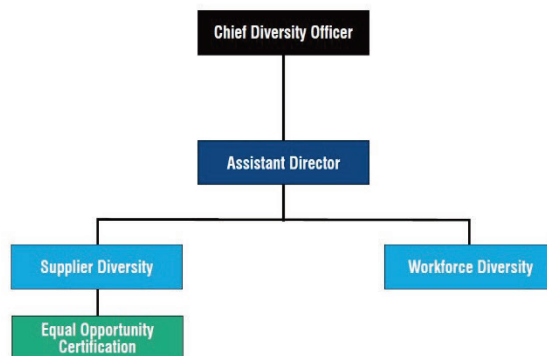 Chief Diversity Officer
Assistant Director
Supplier Diversity
Workforce Diversity
Equal Opportunity
Certification